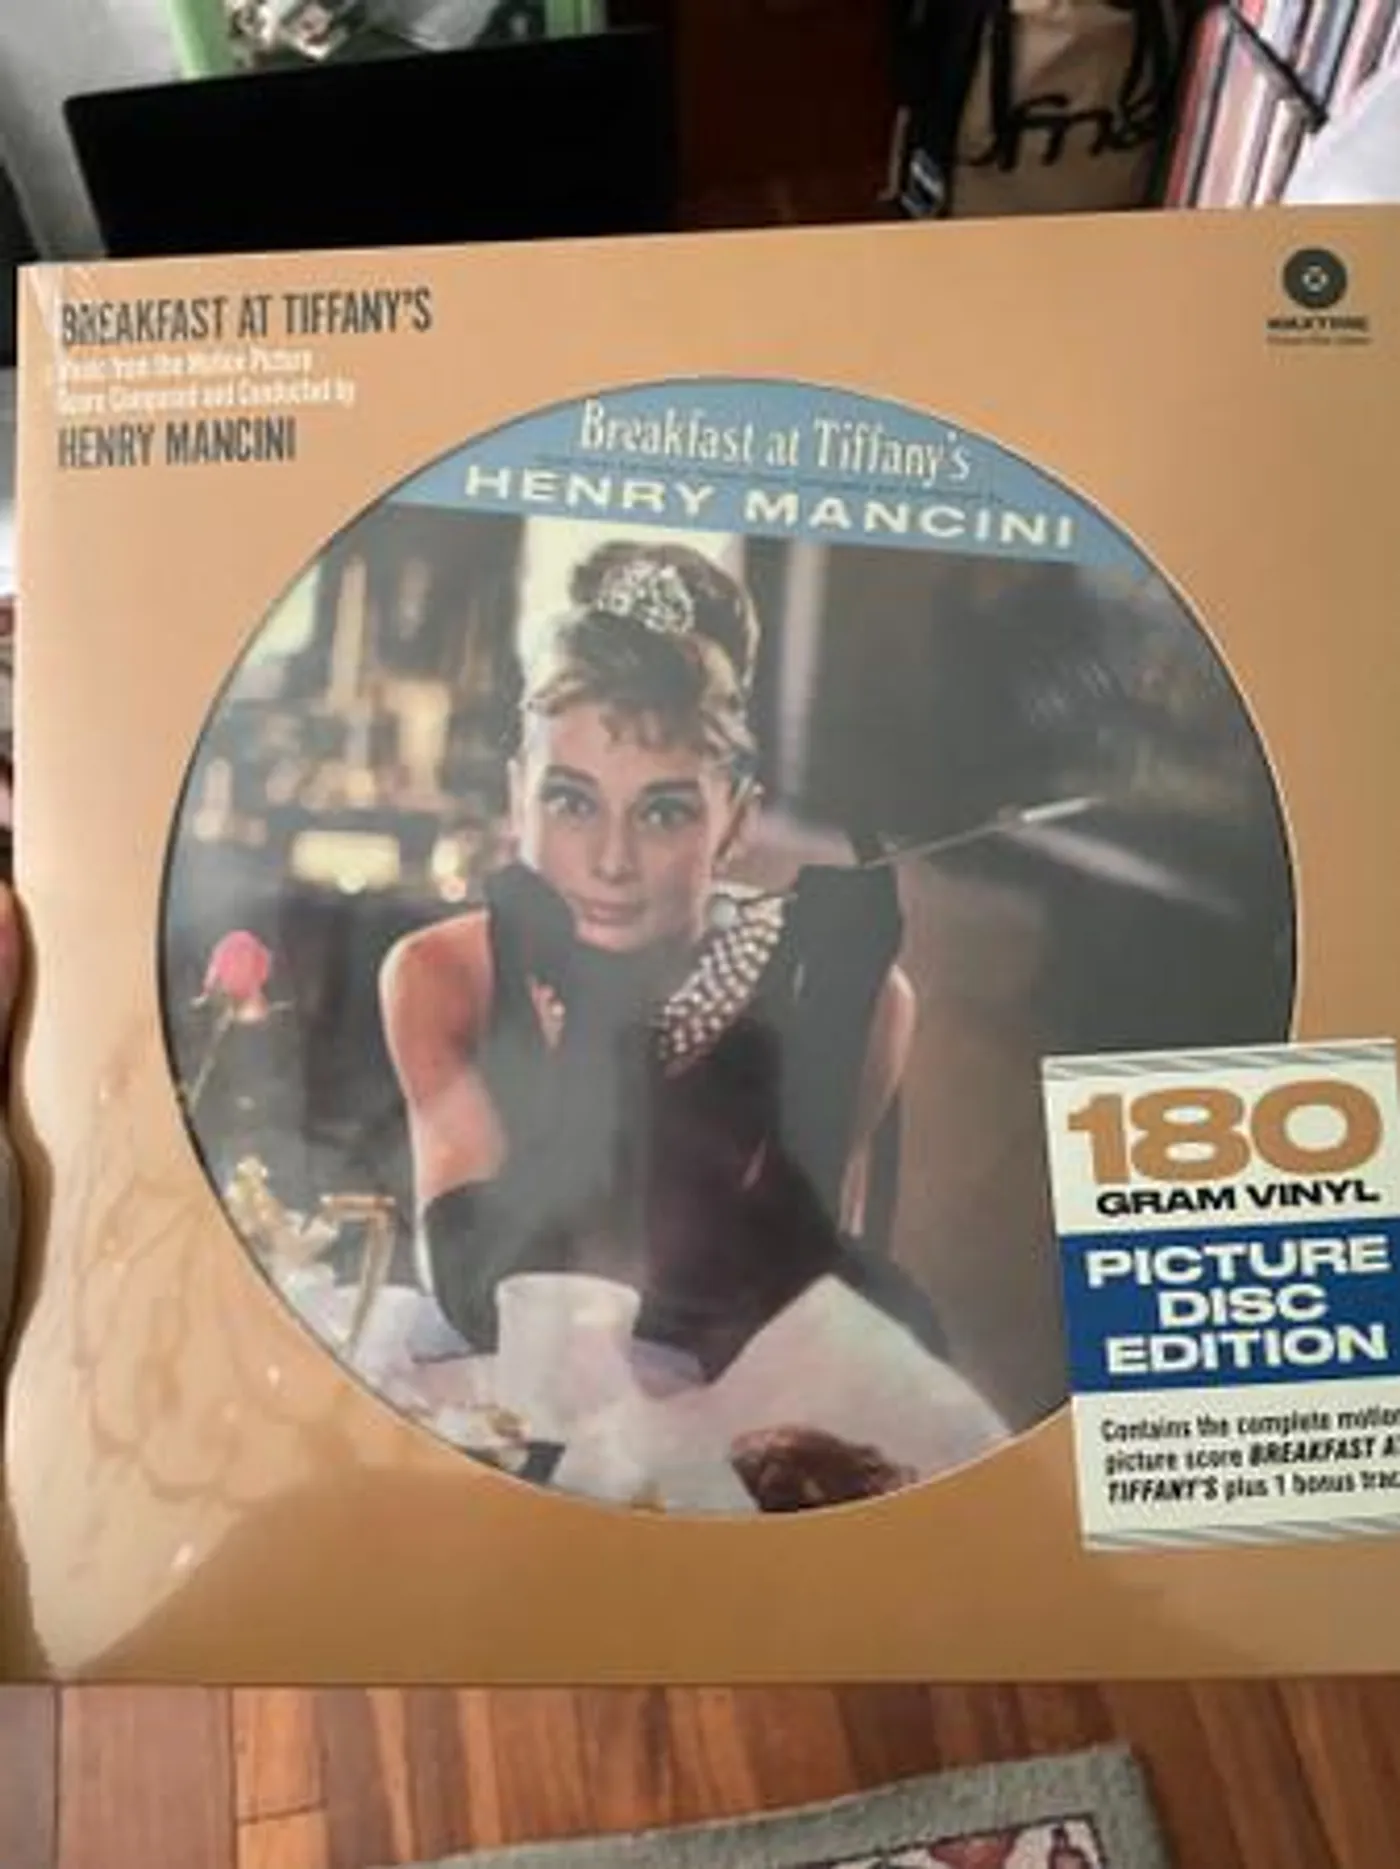 BREAKFAST AT TIFFANY'S
Music from the Motion Picture
Score Composed and Conducted by
HENRY MANCINI
WAXTIME
Breakfast at Tiffany's
HENRY MANCINI
180
GRAM VINYL
PICTURE
DISC
EDITION
Contains the complete motion
picture score BREAKFAST AT
TIFFANY'S plus 1 bonus trac